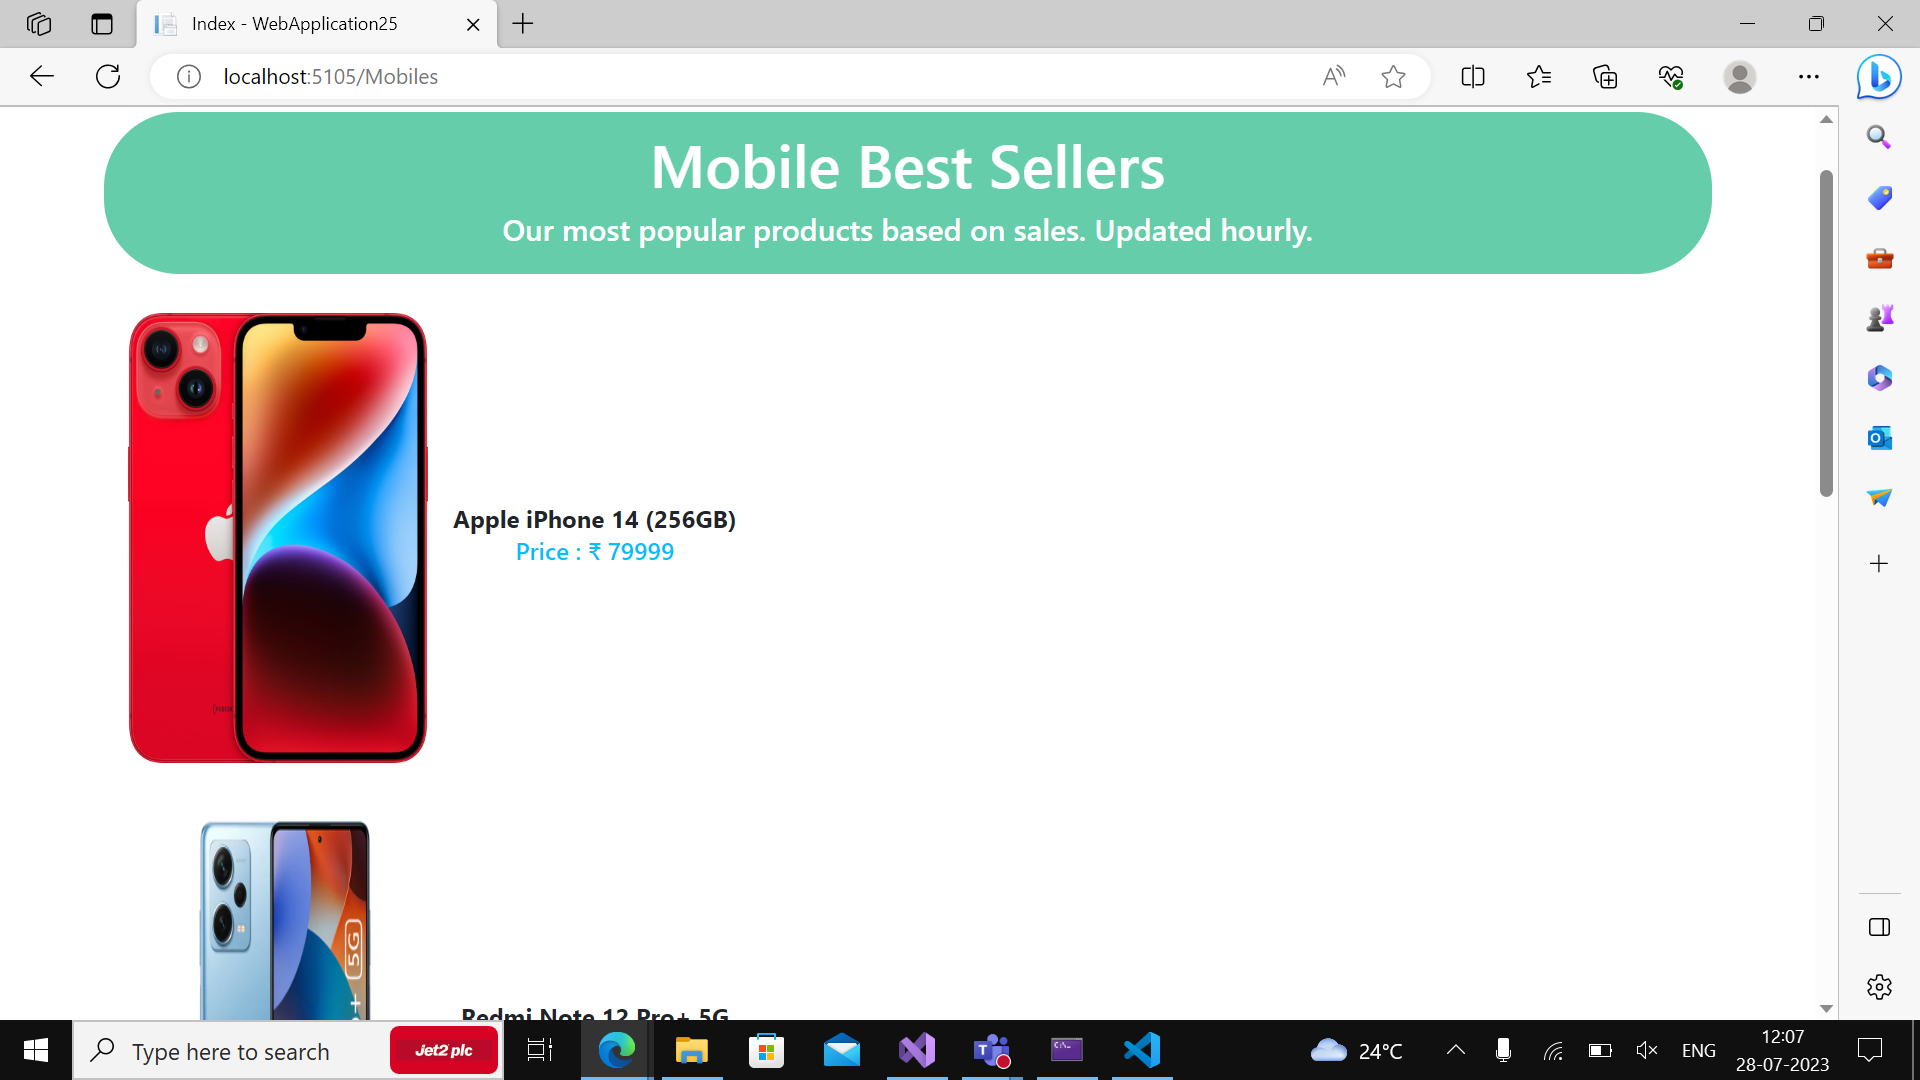 Index - WebApplication25
localhost:5105/Mobiles
Mobile Best Sellers
Our most popular products based on sales. Updated hourly.
Apple iPhone 14 (256GB)
Price : ₹ 79999
5G
+
Redmi Note 12 Pro+ 5G
Type here to search
Jet2 plc
24°C
ENG
12:07
28-07-2023